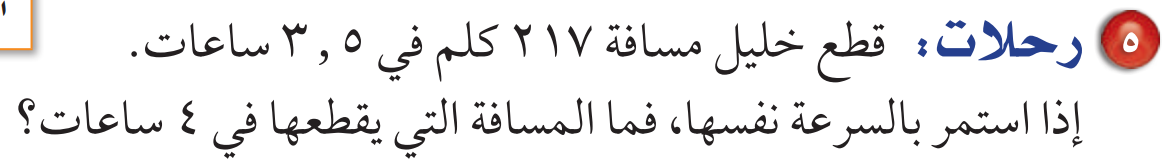 ٥ رحلات: قطع خليل مسافة ٢١٧ كلم في ٣,٥ ساعات.
إذا استمر بالسرعة نفسها، فما المسافة التي يقطعها في ٤ ساعات؟